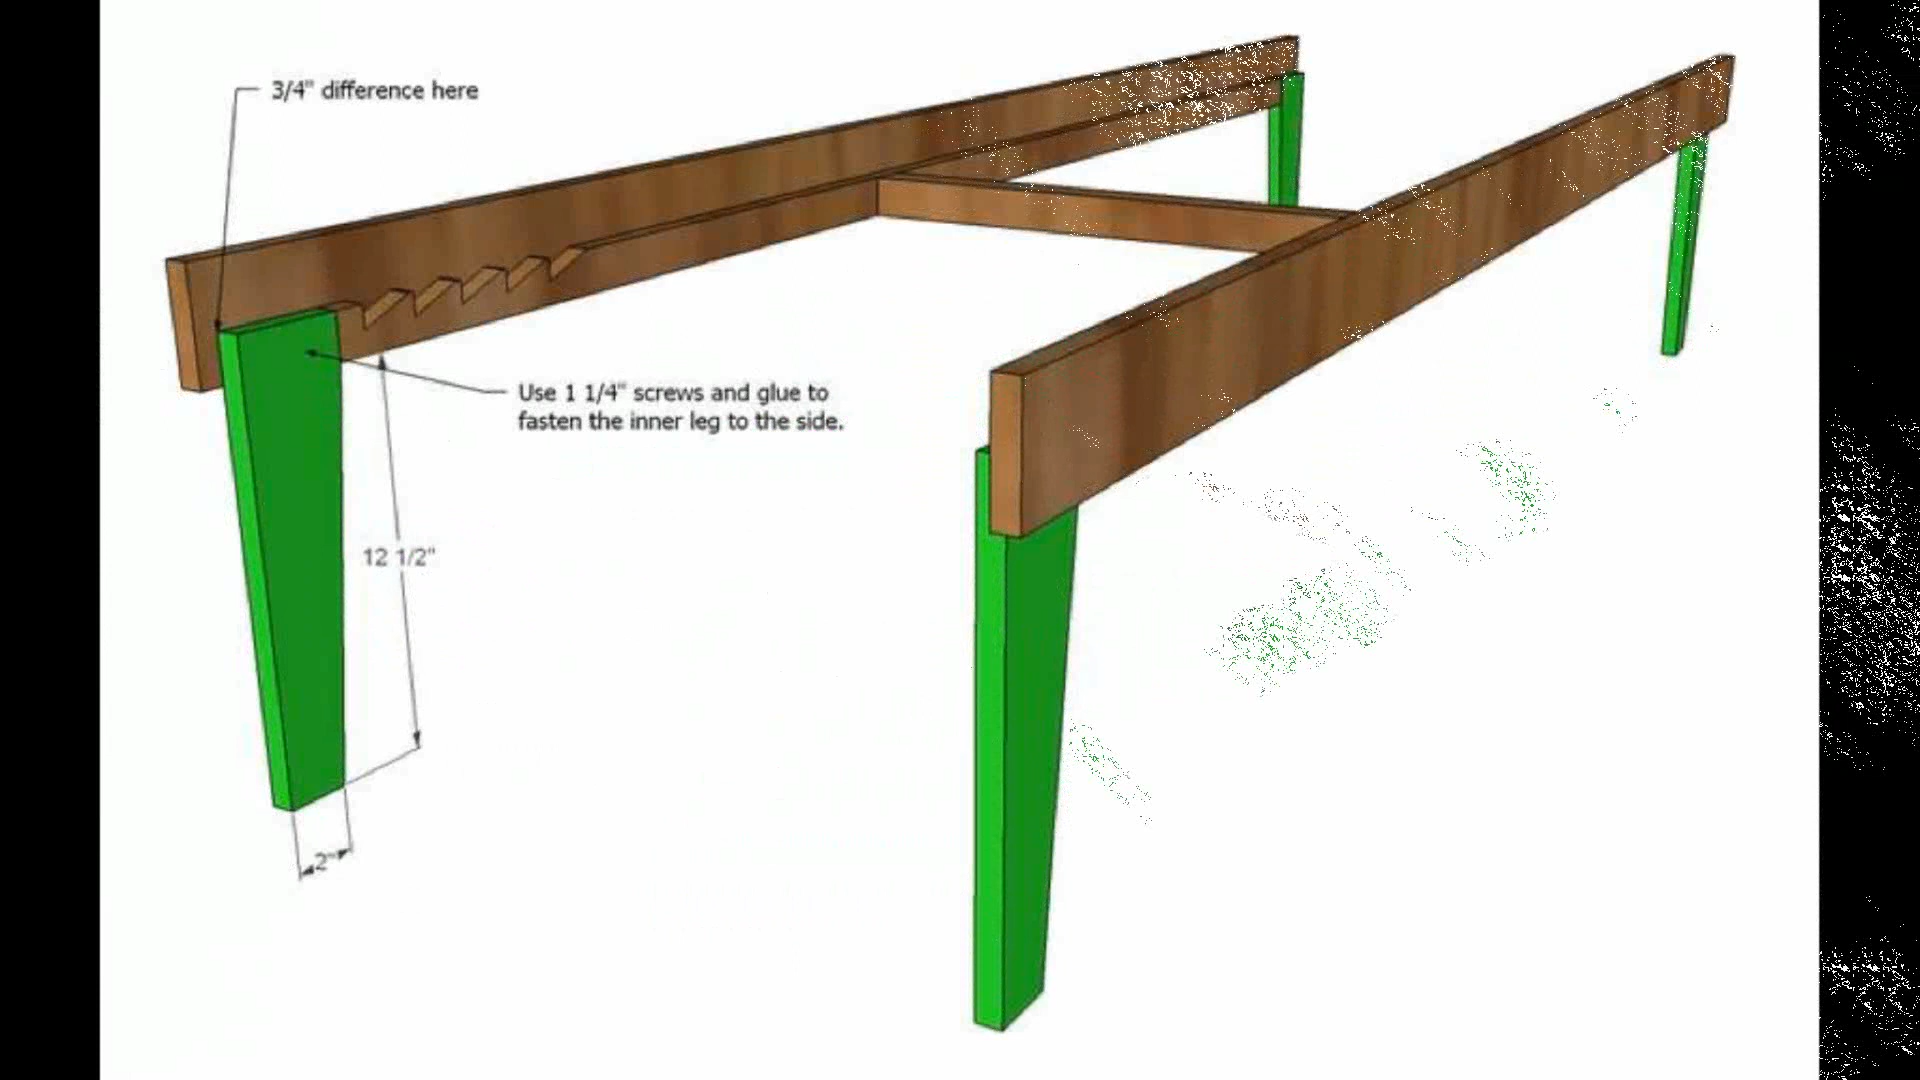 3/4" difference here
Use 1 1/4" screws and glue to
fasten the inner leg to the side.
12 1/2"
2"